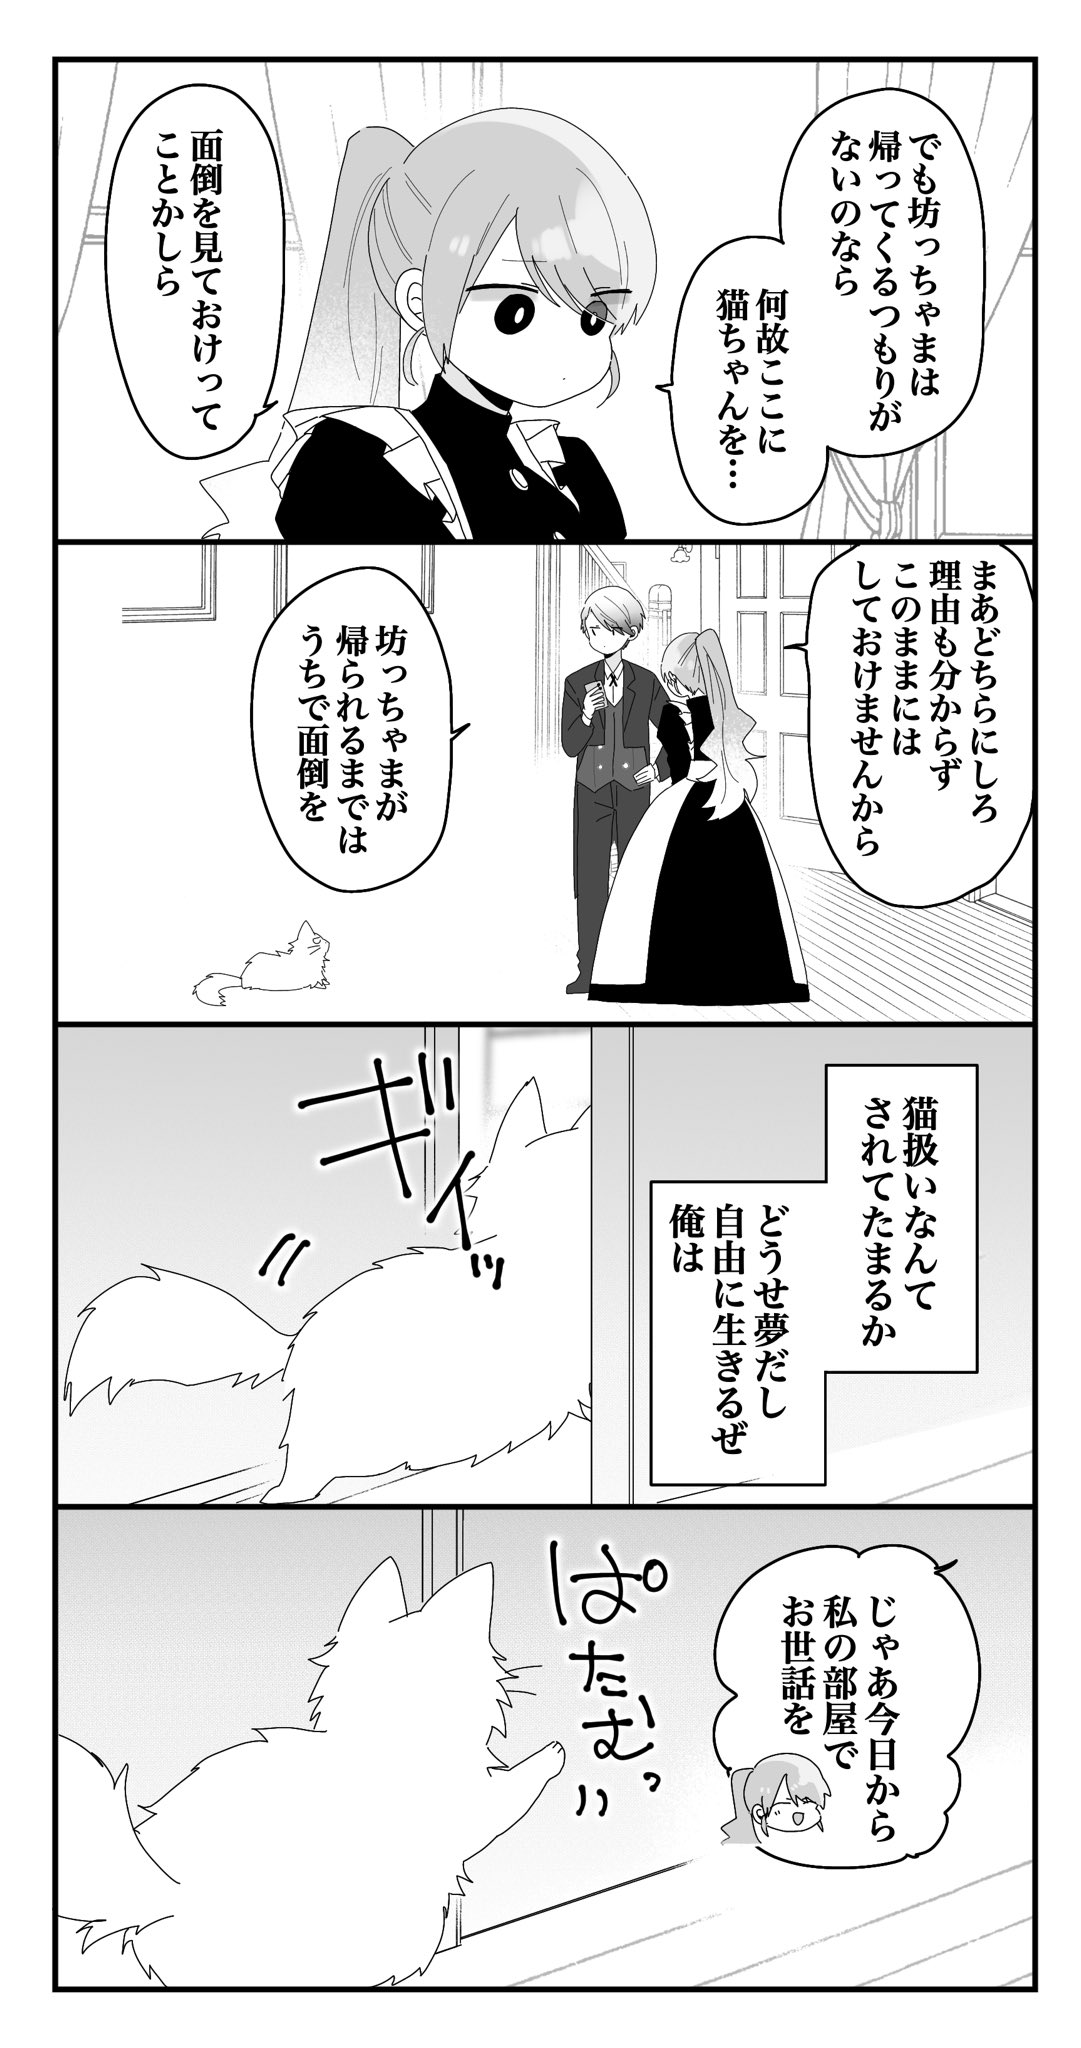 でも坊っちゃまは
帰ってくるつもりが
ないのなら
何故ここに
猫ちゃんを…
面倒を見ておけって
ことかしら
まあどちらにしろ
理由も分からず
このままには
しておけませんから
坊っちゃまが
帰られるまでは
うちで面倒を
猫扱いなんて
されてたまるか
どうせ夢だし
自由に生きるぜ
俺は
ギイッ
じゃあ今日から
私の部屋で
お世話を
ぱたむっ